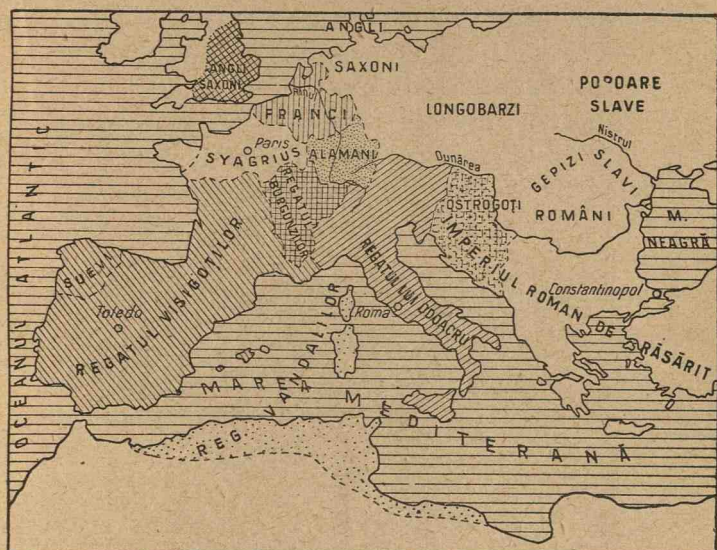 ANGLI
ANGLI
SAXONI
SAXONI
POPOARE
SLAVE
LONGOBARZI
Rinu
FRANCI
Nistrul
Paris
SYAGRIUS
ALAMANI
Dunărea
GEPIZI SLAVI
ROMÂNI
REGATUL
BURGUNZILOR
OSTROGOȚI
M.
NEAGRĂ
OCEANUL ATLANTIC
SUEVI
Toledo
REGATUL VISIGOȚILOR
REGATUL LUI ODOACRU
Roma
IMPERIUL ROMAN DE RĂSĂRIT
Constantinopol
REG VANDALILOR
MAREA MEDITERANĂ